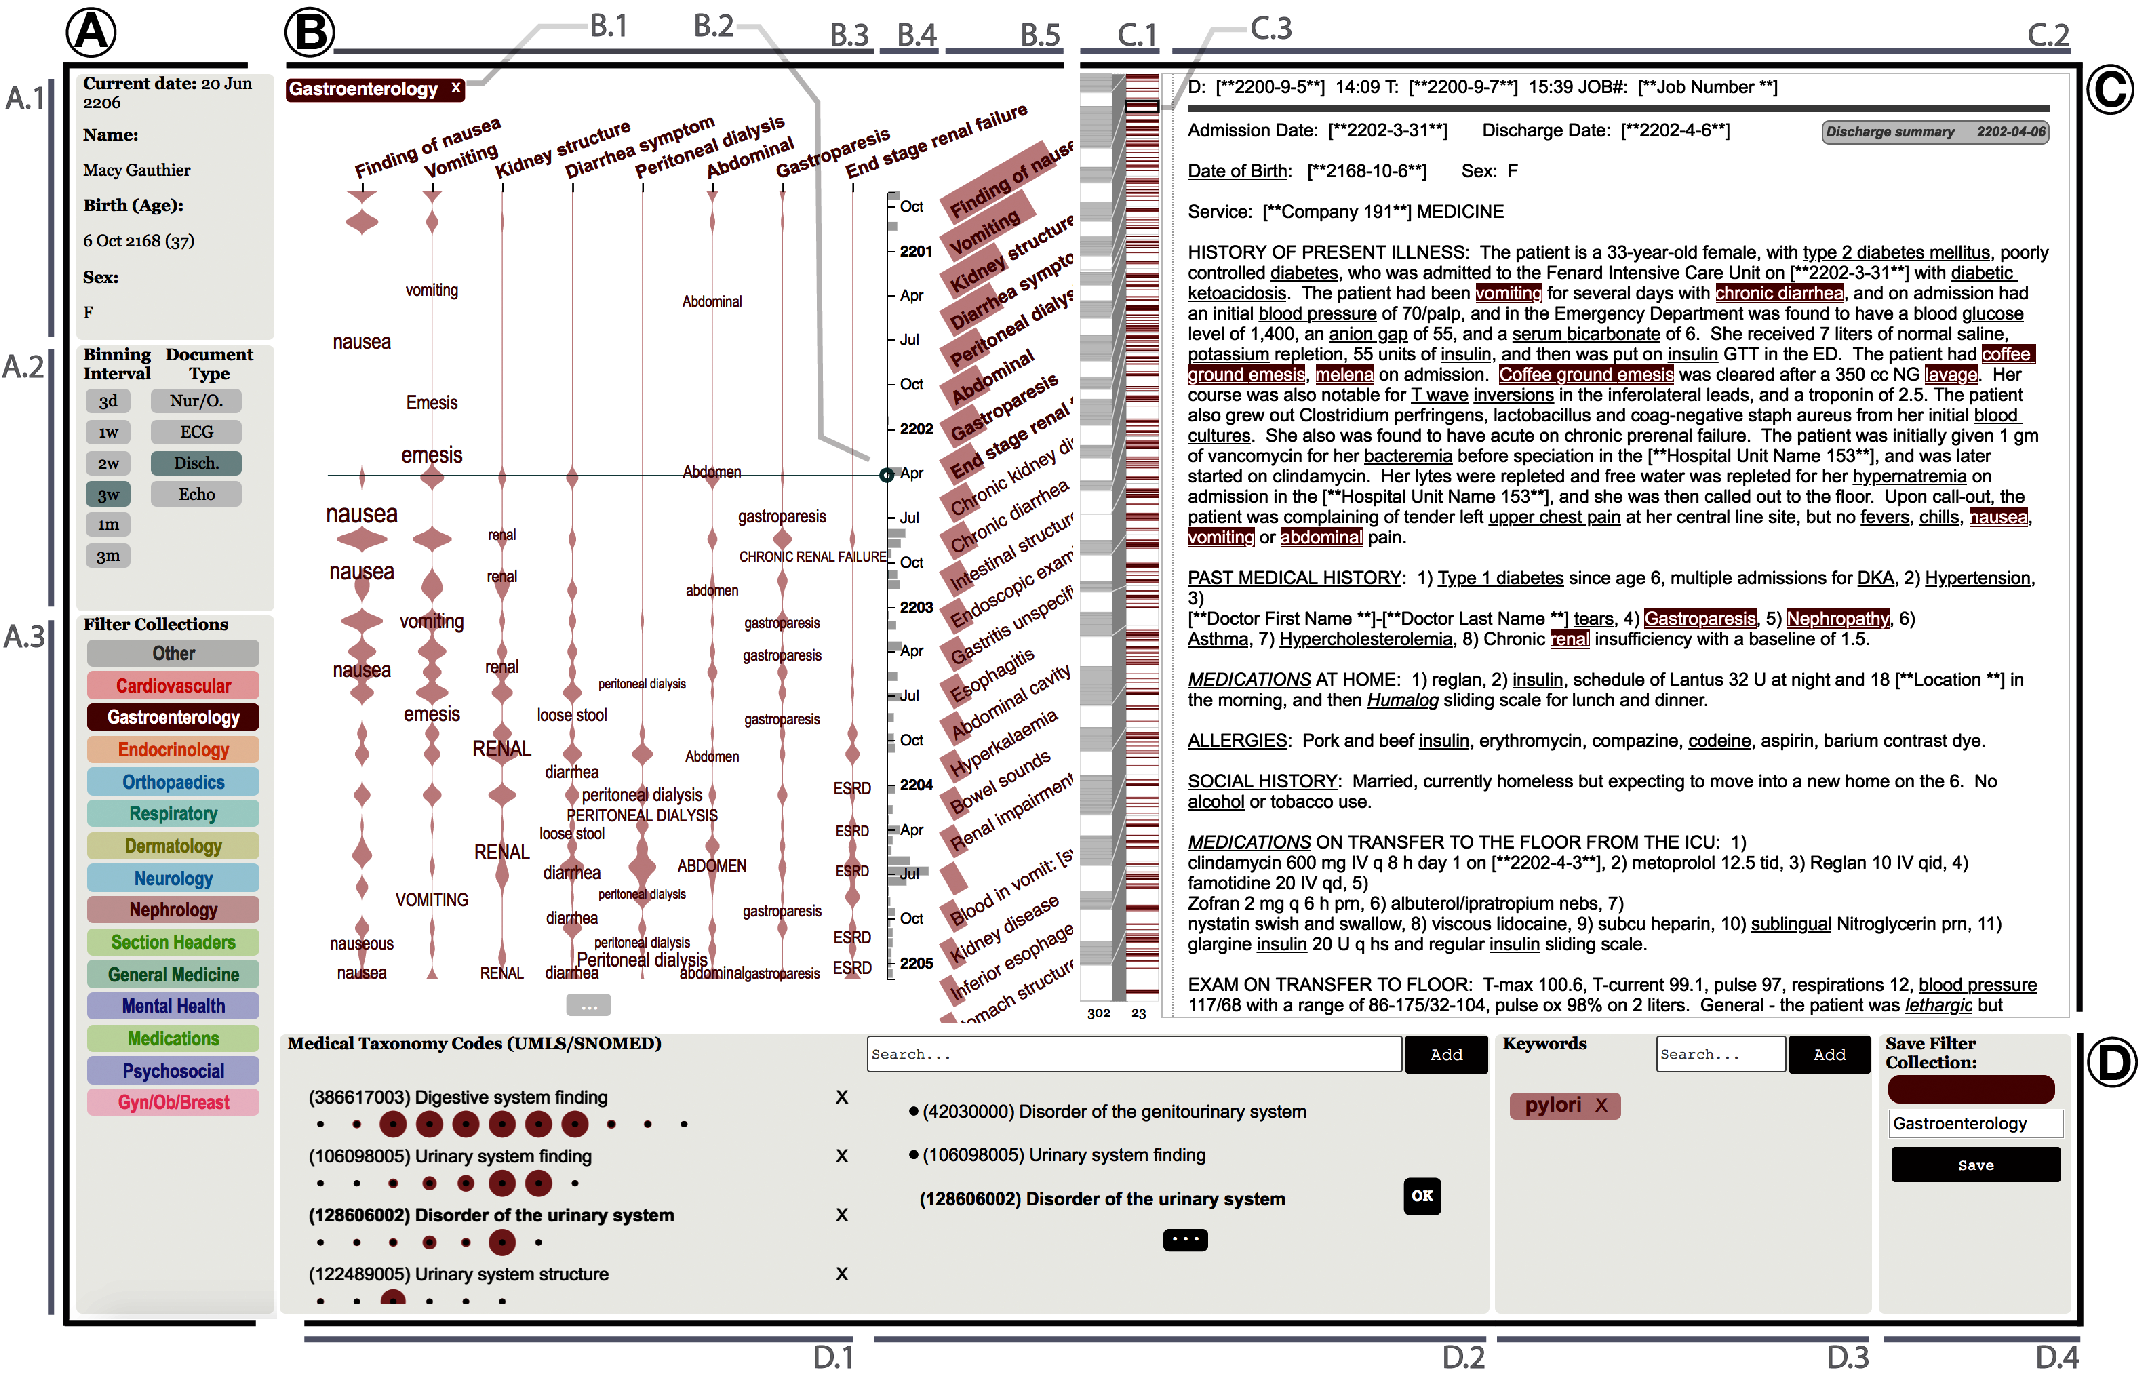 A
B
B.1
B.2
B.3
B.4
B.5
C.1
C.3
C.2
C
A.1
Current date: 20 Jun
2206
Name:
Macy Gauthier
Birth (Age):
6 Oct 2168 (37)
Sex:
F
A.2
Binning
Interval
Document
Type
3d
Nur/O.
1w
ECG
2w
Disch.
3w
Echo
1m
3m
A.3
Filter Collections
Other
Cardiovascular
Gastroenterology
Endocrinology
Orthopaedics
Respiratory
Dermatology
Neurology
Nephrology
Section Headers
General Medicine
Mental Health
Medications
Psychosocial
Gyn/Ob/Breast
Gastroenterology X
Finding of nausea
Vomiting
Kidney structure
Diarrhea symptom
Peritoneal dialysis
Abdominal
Gastroparesis
End stage renal failure
vomiting
Abdominal
nausea
Emesis
emesis
Abdomen
nausea
gastroparesis
renal
CHRONIC RENAL FAILURE
nausea
renal
abdomen
vomiting
gastroparesis
gastroparesis
nausea
renal
peritoneal dialysis
emesis
loose stool
gastroparesis
RENAL
Abdomen
diarrhea
peritoneal dialysis
ESRD
PERITONEAL DIALYSIS
loose stool
ESRD
RENAL
diarrhea
ABDOMEN
ESRD
peritoneal dialysis
VOMITING
diarrhea
gastroparesis
nauseous
peritoneal dialysis
ESRD
Peritoneal dialysis
nausea
RENAL
diarrhea
abdominal
gastroparesis
ESRD
...
Oct
2201
Apr
Jul
Oct
2202
Apr
Jul
Oct
2203
Apr
Jul
Oct
2204
Apr
Jul
Oct
2205
Finding of nause
Vomiting
Kidney structure
Diarrhea sympto
Peritoneal dialys
Abdominal
Gastroparesis
End stage renal
Chronic kidney di
Chronic diarrhea
Intestinal structur
Endoscopic exam
Gastritis unspecifi
Esophagitis
Abdominal cavity
Hyperkalaemia
Bowel sounds
Renal impairment
Blood in vomit: [s
Kidney disease
Inferior esophage
tomach structur
302
23
D: [**2200-9-5**] 14:09 T: [**2200-9-7**] 15:39 JOB#: [**Job Number **]
Admission Date: [**2202-3-31**] Discharge Date: [**2202-4-6**]
Discharge summary 2202-04-06
Date of Birth: [**2168-10-6**] Sex: F
Service: [**Company 191**] MEDICINE
HISTORY OF PRESENT ILLNESS: The patient is a 33-year-old female, with type 2 diabetes mellitus, poorly
controlled diabetes, who was admitted to the Fenard Intensive Care Unit on [**2202-3-31**] with diabetic
ketoacidosis. The patient had been vomiting for several days with chronic diarrhea, and on admission had
an initial blood pressure of 70/palp, and in the Emergency Department was found to have a blood glucose
level of 1,400, an anion gap of 55, and a serum bicarbonate of 6. She received 7 liters of normal saline,
potassium repletion, 55 units of insulin, and then was put on insulin GTT in the ED. The patient had coffee
ground emesis, melena on admission. Coffee ground emesis was cleared after a 350 cc NG lavage. Her
course was also notable for T wave inversions in the inferolateral leads, and a troponin of 2.5. The patient
also grew out Clostridium perfringens, lactobacillus and coag-negative staph aureus from her initial blood
cultures. She also was found to have acute on chronic prerenal failure. The patient was initially given 1 gm
of vancomycin for her bacteremia before speciation in the [**Hospital Unit Name 153**], and was later
started on clindamycin. Her lytes were repleted and free water was repleted for her hypernatremia on
admission in the [**Hospital Unit Name 153**], and she was then called out to the floor. Upon call-out, the
patient was complaining of tender left upper chest pain at her central line site, but no fevers, chills, nausea,
vomiting or abdominal pain.
PAST MEDICAL HISTORY: 1) Type 1 diabetes since age 6, multiple admissions for DKA, 2) Hypertension,
3)
[**Doctor First Name **]-[**Doctor Last Name **] tears, 4) Gastroparesis, 5) Nephropathy, 6)
Asthma, 7) Hypercholesterolemia, 8) Chronic renal insufficiency with a baseline of 1.5.
MEDICATIONS AT HOME: 1) reglan, 2) insulin, schedule of Lantus 32 U at night and 18 [**Location **] in
the morning, and then Humalog sliding scale for lunch and dinner.
ALLERGIES: Pork and beef insulin, erythromycin, compazine, codeine, aspirin, barium contrast dye.
SOCIAL HISTORY: Married, currently homeless but expecting to move into a new home on the 6. No
alcohol or tobacco use.
MEDICATIONS ON TRANSFER TO THE FLOOR FROM THE ICU: 1)
clindamycin 600 mg IV q 8 h day 1 on [**2202-4-3**], 2) metoprolol 12.5 tid, 3) Reglan 10 IV qid, 4)
famotidine 20 IV qd, 5)
Zofran 2 mg q 6 h prn, 6) albuterol/ipratropium nebs, 7)
nystatin swish and swallow, 8) viscous lidocaine, 9) subcu heparin, 10) sublingual Nitroglycerin prn, 11)
glargine insulin 20 U q hs and regular insulin sliding scale.
EXAM ON TRANSFER TO FLOOR: T-max 100.6, T-current 99.1, pulse 97, respirations 12, blood pressure
117/68 with a range of 86-175/32-104, pulse ox 98% on 2 liters. General - the patient was lethargic but
Medical Taxonomy Codes (UMLS/SNOMED)
Search...
Add
(386617003) Digestive system finding X
(106098005) Urinary system finding X
(128606002) Disorder of the urinary system X
(122489005) Urinary system structure X
(42030000) Disorder of the genitourinary system
(106098005) Urinary system finding
(128606002) Disorder of the urinary system
OK
...
Keywords
Search...
Add
pylori X
Save Filter
Collection:
Gastroenterology
Save
D
D.1
D.2
D.3
D.4